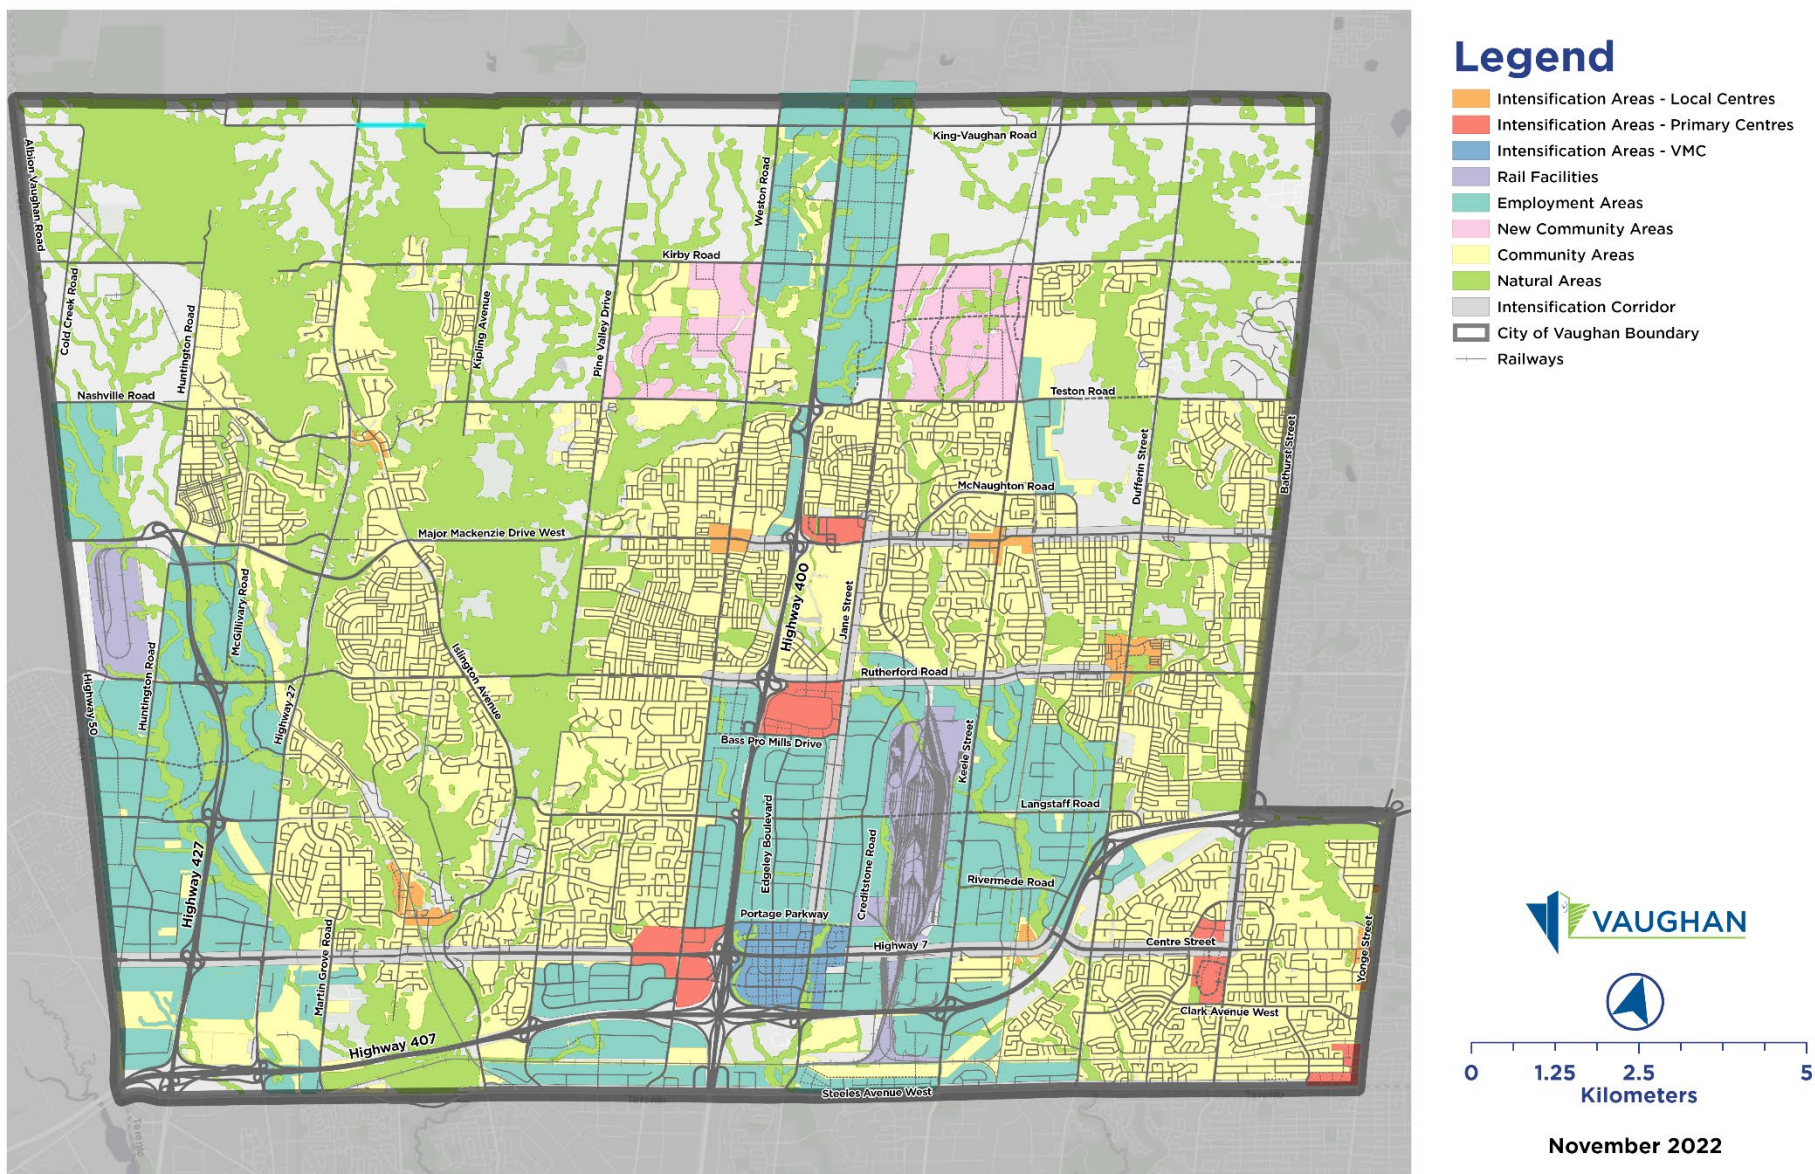 Legend
Intensification Areas - Local Centres
Intensification Areas - Primary Centres
Intensification Areas - VMC
Rail Facilities
Employment Areas
New Community Areas
Community Areas
Natural Areas
Intensification Corridor
City of Vaughan Boundary
Railways
King-Vaughan Road
Albion Vaughan Road
Weston Road
Kirby Road
Cold Creek Road
Huntington Road
Kipling Avenue
Pine Valley Drive
Nashville Road
Teston Road
Bathurst Street
Dufferin Street
McNaughton Road
Major Mackenzie Drive West
Highway 400
Jane Street
McGillivary Road
Huntington Road
Islington Avenue
Rutherford Road
Highway 50
Highway 27
Bass Pro Mills Drive
Keele Street
Langstaff Road
Edgeley Boulevard
Creditstone Road
Highway 427
Rivermede Road
Portage Parkway
Highway 7
Centre Street
Yonge Street
Martin Grove Road
Clark Avenue West
Highway 407
Steeles Avenue West
Toronto
Toronto
Toronto
VAUGHAN
0 1.25 2.5 5
Kilometers
November 2022